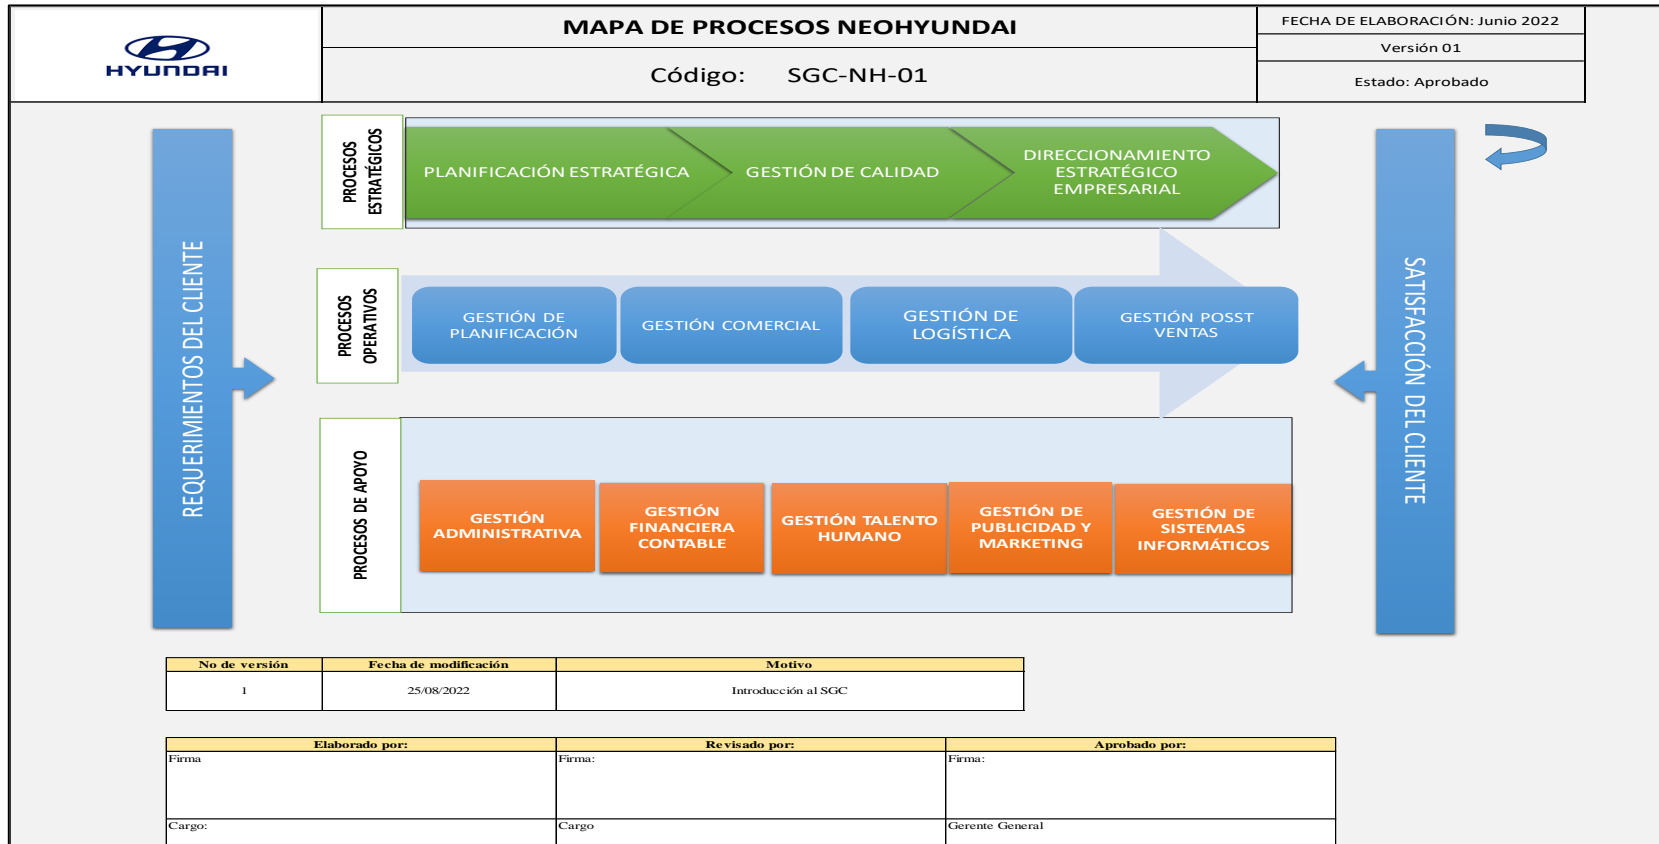 HYUNDAI
MAPA DE PROCESOS NEOHYUNDAI
Código: SGC-NH-01
FECHA DE ELABORACIÓN: Junio 2022
Versión 01
Estado: Aprobado
REQUERIMIENTOS DEL CLIENTE
PROCESOS
ESTRATÉGICOS
PLANIFICACIÓN ESTRATÉGICA
GESTIÓN DE CALIDAD
DIRECCIONAMIENTO
ESTRATÉGICO
EMPRESARIAL
PROCESOS
OPERATIVOS
GESTIÓN DE
PLANIFICACIÓN
GESTIÓN COMERCIAL
GESTIÓN DE
LOGÍSTICA
GESTIÓN POSST
VENTAS
PROCESOS DE APOYO
GESTIÓN
ADMINISTRATIVA
GESTIÓN
FINANCIERA
CONTABLE
GESTIÓN TALENTO
HUMANO
GESTIÓN DE
PUBLICIDAD Y
MARKETING
GESTIÓN DE
SISTEMAS
INFORMÁTICOS
SATISFACCIÓN DEL CLIENTE
No de versión Fecha de modificación Motivo
1 25/08/2022 Introducción al SGC
Elaborado por: Revisado por: Aprobado por:
Firma Firma: Firma:
Cargo: Cargo Gerente General